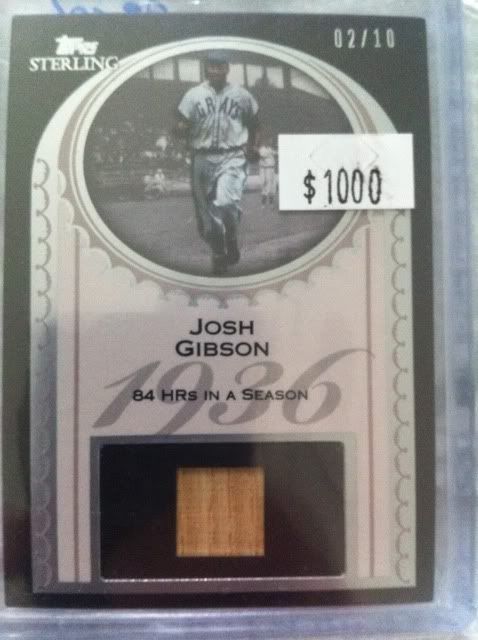 02/10
Topps
STERLING
GRAYS
$1000
JOSH
GIBSON
1936
84 HRS IN A SEASON